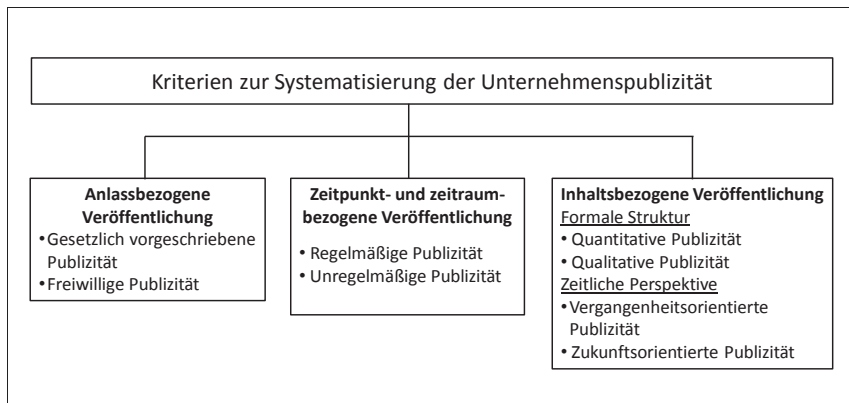 Kriterien zur Systematisierung der Unternehmenspublizität
Anlassbezogene
Veröffentlichung
•Gesetzlich vorgeschriebene
Publizität
•Freiwillige Publizität
Zeitpunkt- und zeitraum-
bezogene Veröffentlichung
• Regelmäßige Publizität
• Unregelmäßige Publizität
Inhaltsbezogene Veröffentlichung
Formale Struktur
• Quantitative Publizität
• Qualitative Publizität
Zeitliche Perspektive
•Vergangenheitsorientierte
Publizität
• Zukunftsorientierte Publizität